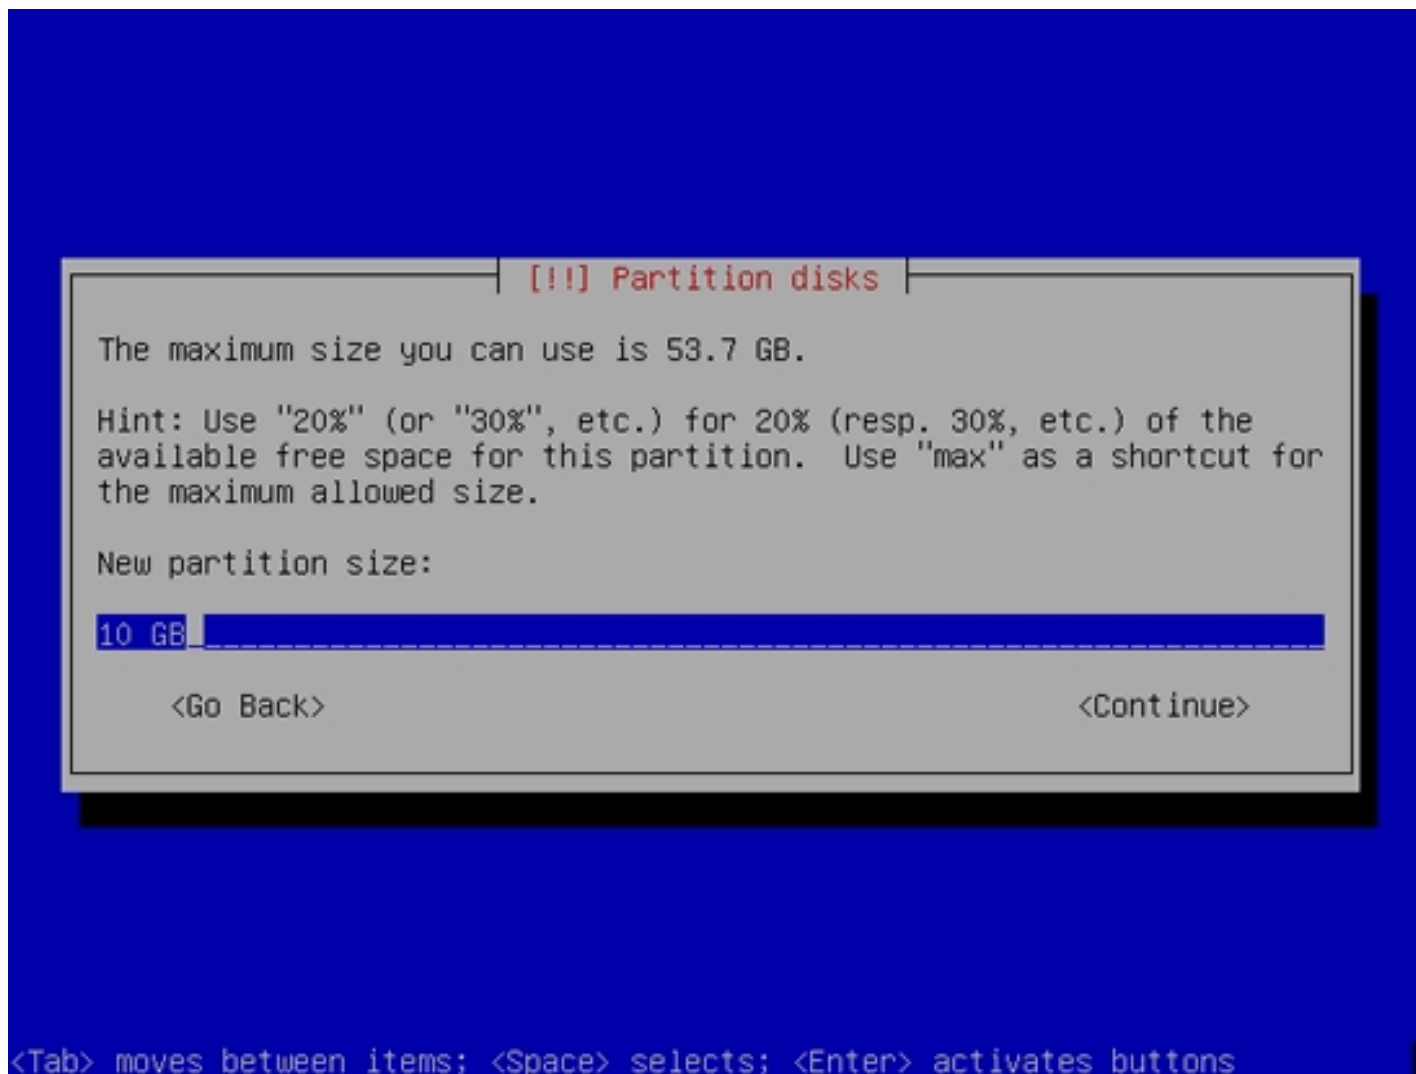 [!!] Partition disks
The maximum size you can use is 53.7 GB.
Hint: Use "20%" (or "30%", etc.) for 20% (resp. 30%, etc.) of the
available free space for this partition.  Use "max" as a shortcut for
the maximum allowed size.
New partition size:
10 GB
<Go Back> <Continue>
<Tab> moves between items; <Space> selects; <Enter> activates buttons